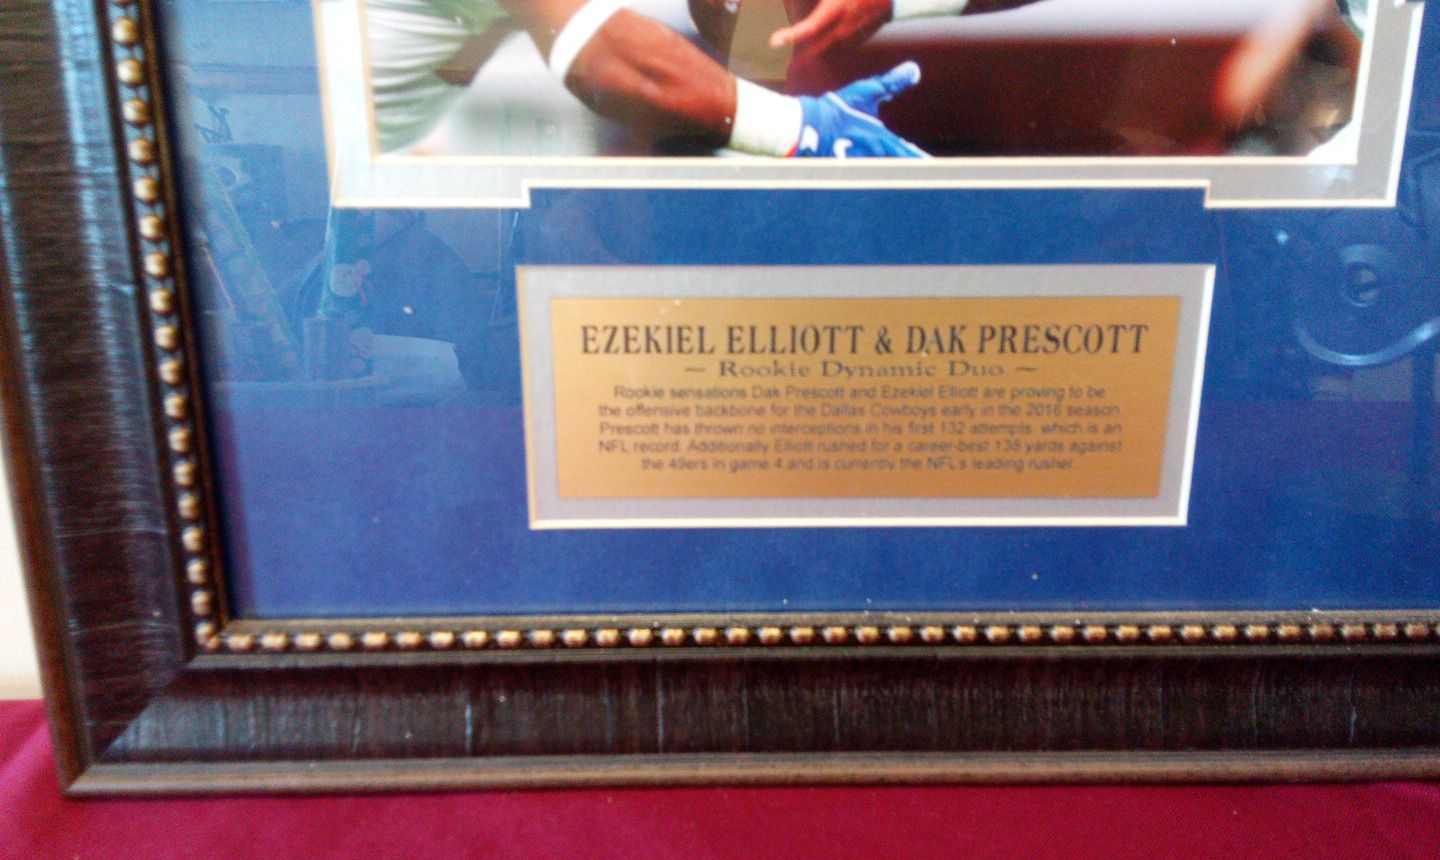 EZEKIEL ELLIOTT & DAK PRESCOTT
~ Rookie Dynamic Duo ~
Rookie sensations Dak Prescott and Ezekiel Elliott are proving to be
the offensive backbone for the Dallas Cowboys early in the 2016 season.
Prescott has thrown no interceptions in his first 132 attempts, which is an
NFL record. Additionally Elliott rushed for a career-best 138 yards against
the 49ers in game 4 and is currently the NFL's leading rusher.